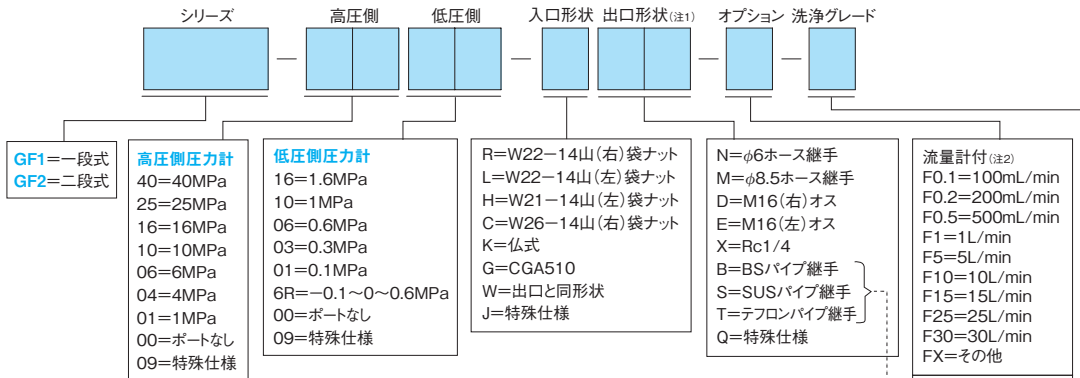 シリーズ 高圧側 低圧側 入口形状 出口形状(注1) オプション 洗浄グレード
GF1=一段式
GF2=二段式
高圧側圧力計
40=40MPa
25=25MPa
16=16MPa
10=10MPa
06=6MPa
04=4MPa
01=1MPa
00=ポートなし
09=特殊仕様
低圧側圧力計
16=1.6MPa
10=1MPa
06=0.6MPa
03=0.3MPa
01=0.1MPa
6R=−0.1〜0〜0.6MPa
00=ポートなし
09=特殊仕様
R=W22−14山(右)袋ナット
L=W22−14山(左)袋ナット
H=W21−14山(左)袋ナット
C=W26−14山(右)袋ナット
K=仏式
G=CGA510
W=出口と同形状
J=特殊仕様
N=φ6ホース継手
M=φ8.5ホース継手
D=M16(右)オス
E=M16(左)オス
X=Rc1/4
B=BSパイプ継手
S=SUSパイプ継手
T=テフロンパイプ継手
Q=特殊仕様
流量計付(注2)
F0.1=100mL/min
F0.2=200mL/min
F0.5=500mL/min
F1=1L/min
F5=5L/min
F10=10L/min
F15=15L/min
F25=25L/min
F30=30L/min
FX=その他